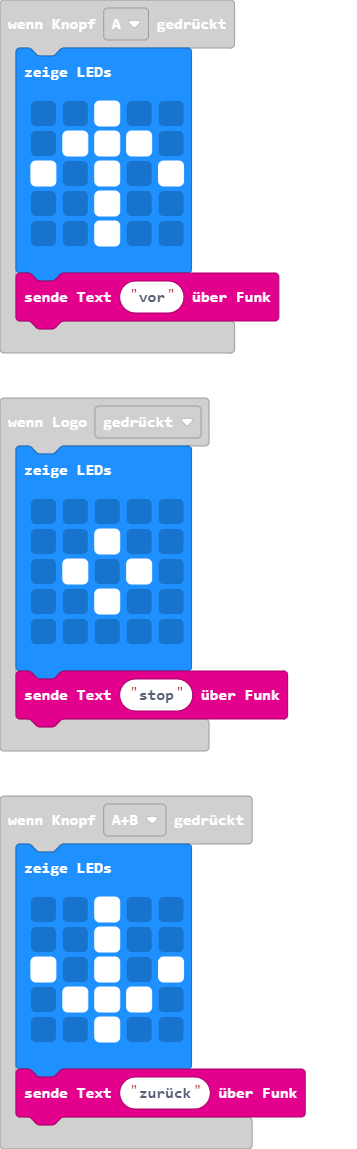 wenn Knopf A gedrückt
zeige LEDs
sende Text "vor" über Funk
wenn Logo gedrückt
zeige LEDs
sende Text "stop" über Funk
wenn Knopf A+B gedrückt
zeige LEDs
sende Text "zurück" über Funk